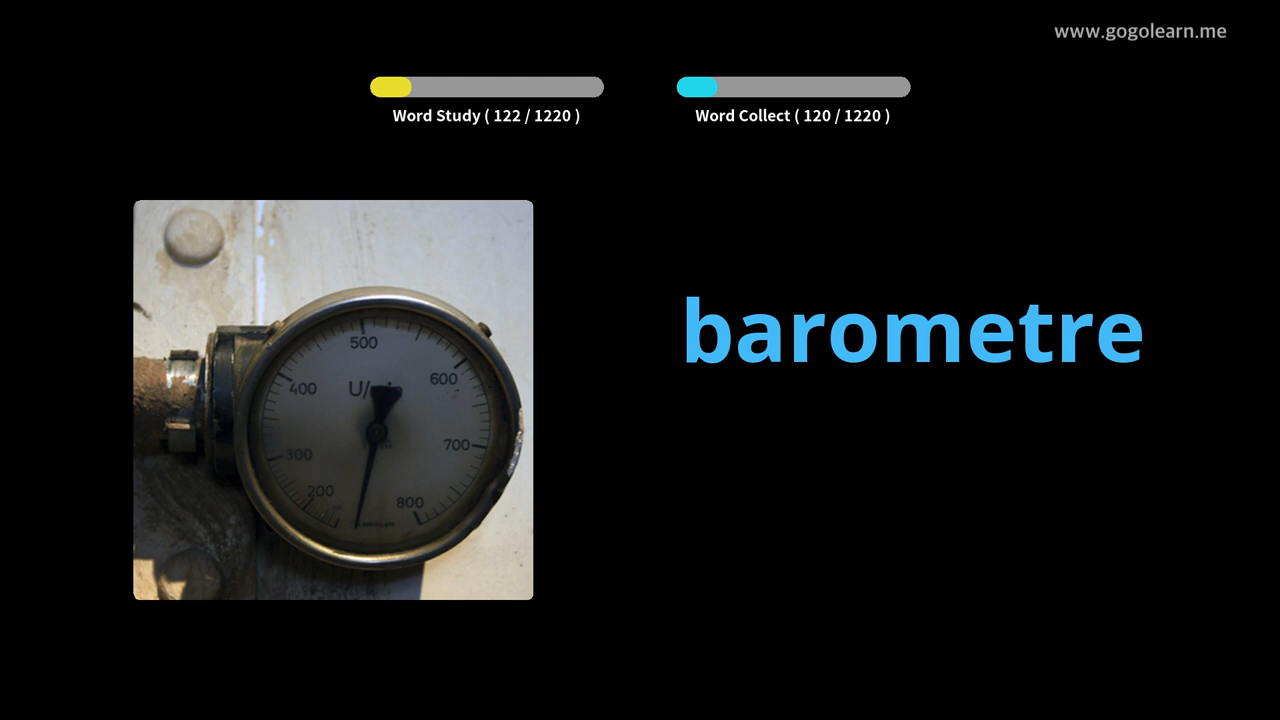 www.gogolearn.me
Word Study ( 122 / 1220 )
Word Collect ( 120 / 1220 )
barometre
500
400
600
U/
700
300
200
800